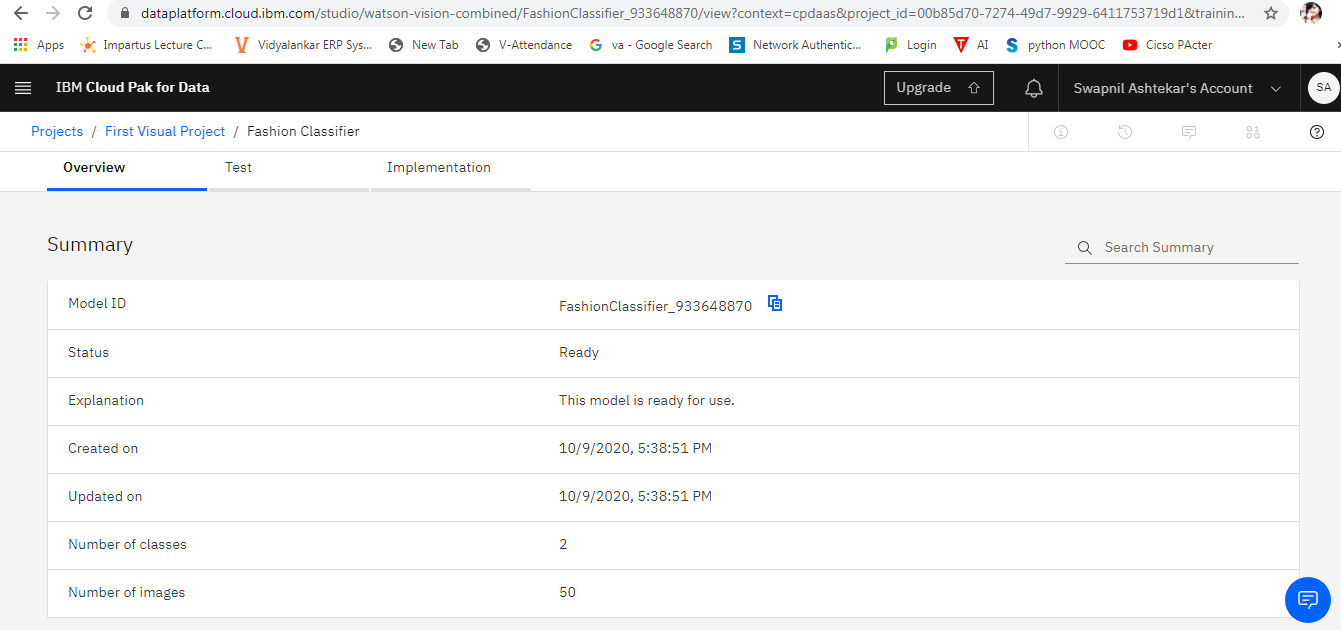 dataplatform.cloud.ibm.com/studio/watson-vision-combined/FashionClassifier_933648870/view?context=cpdaas&project_id=00b85d70-7274-49d7-9929-6411753719d1&trainin...
Apps Impartus Lecture C... Vidyalankar ERP Sys... New Tab V-Attendance va - Google Search Network Authentic... Login AI python MOOC Cicso PActer
IBM Cloud Pak for Data Upgrade Swapnil Ashtekar's Account SA
Projects / First Visual Project / Fashion Classifier
Overview Test Implementation
Summary Search Summary
Model ID FashionClassifier_933648870
Status Ready
Explanation This model is ready for use.
Created on 10/9/2020, 5:38:51 PM
Updated on 10/9/2020, 5:38:51 PM
Number of classes 2
Number of images 50